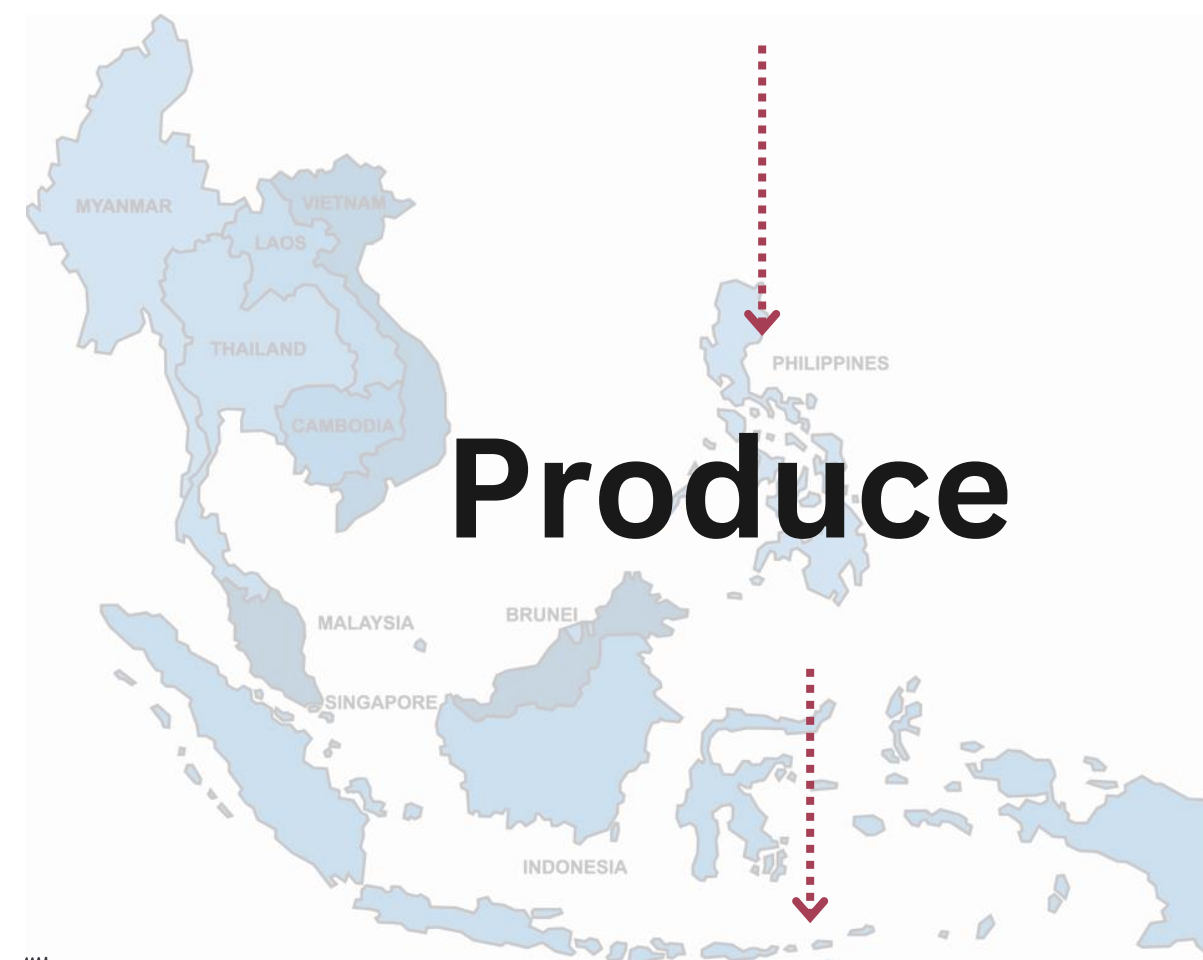 MYANMAR
VIETNAM
LAOS
THAILAND
PHILIPPINES
CAMBODIA
Produce
MALAYSIA
BRUNEI
SINGAPORE
INDONESIA